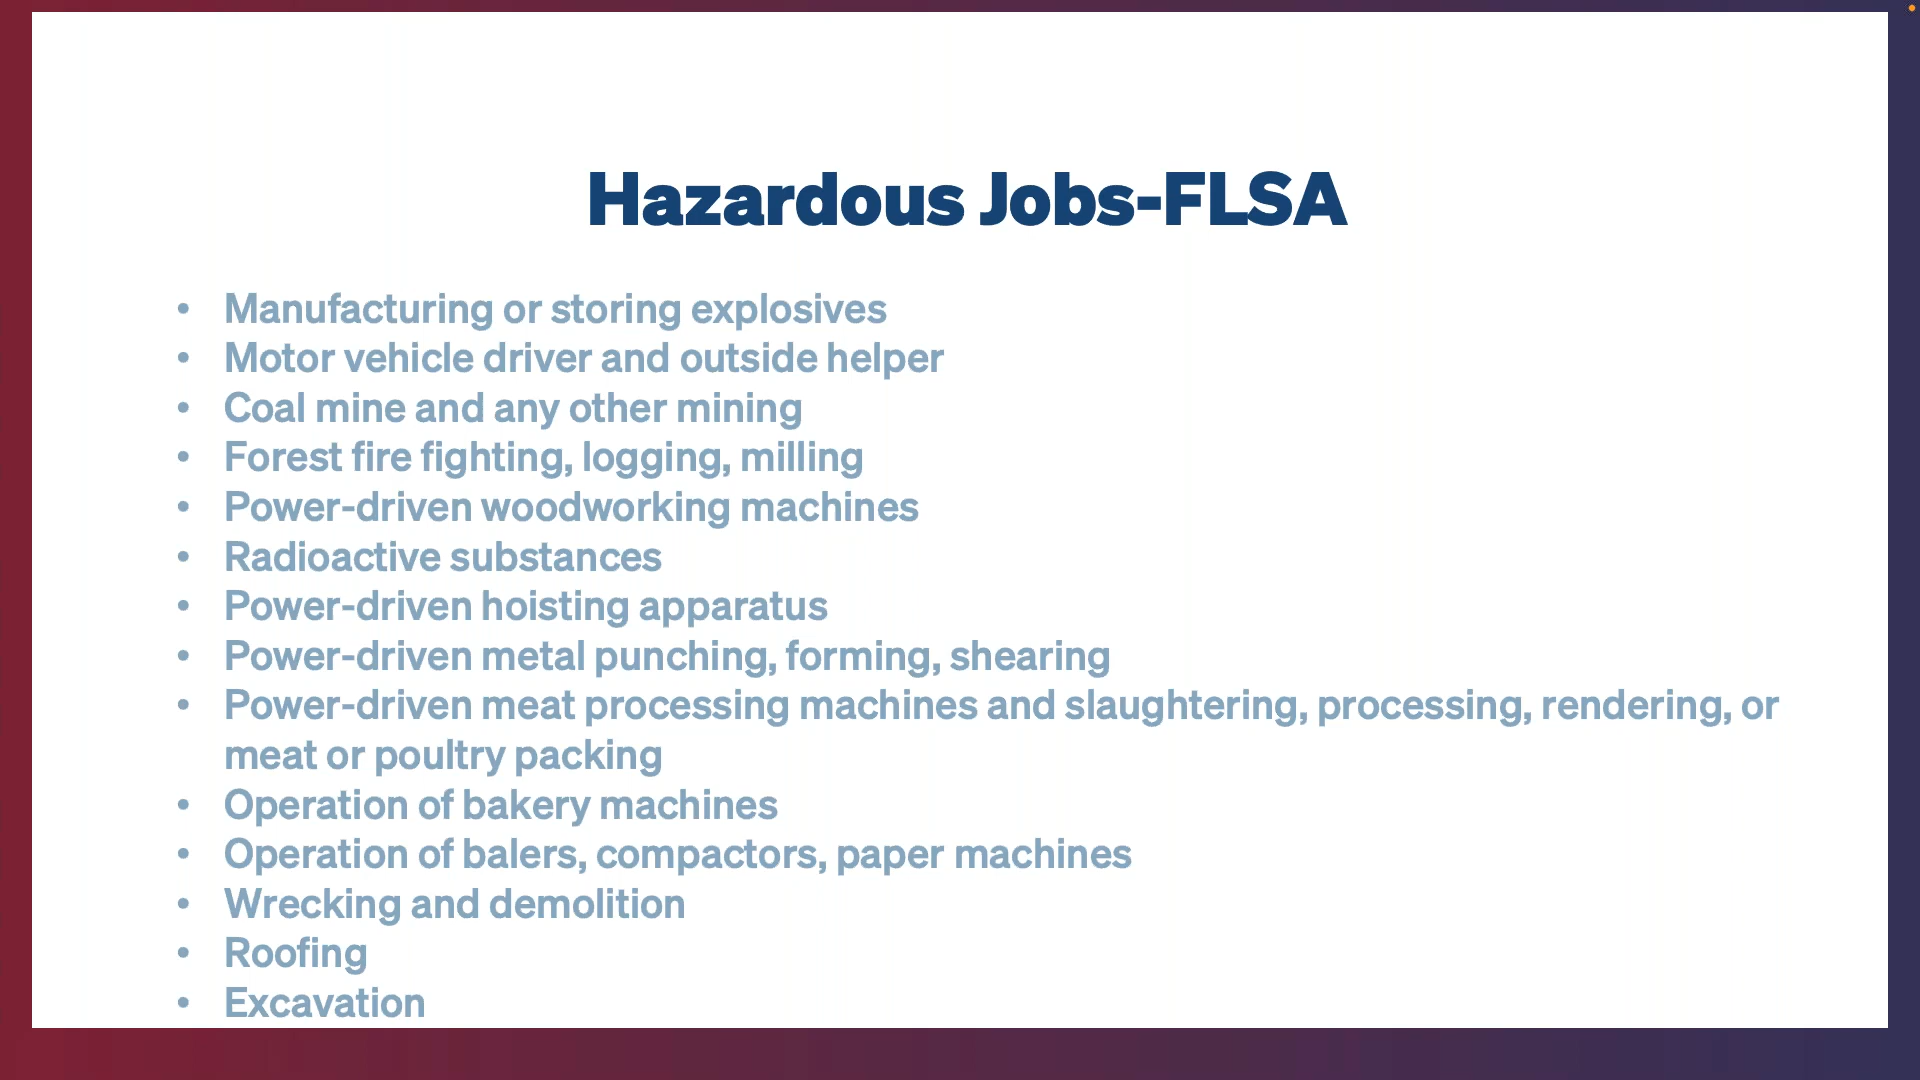 Hazardous Jobs-FLSA
• Manufacturing or storing explosives
• Motor vehicle driver and outside helper
• Coal mine and any other mining
• Forest fire fighting, logging, milling
• Power-driven woodworking machines
• Radioactive substances
• Power-driven hoisting apparatus
• Power-driven metal punching, forming, shearing
• Power-driven meat processing machines and slaughtering, processing, rendering, or
meat or poultry packing
• Operation of bakery machines
• Operation of balers, compactors, paper machines
• Wrecking and demolition
• Roofing
• Excavation